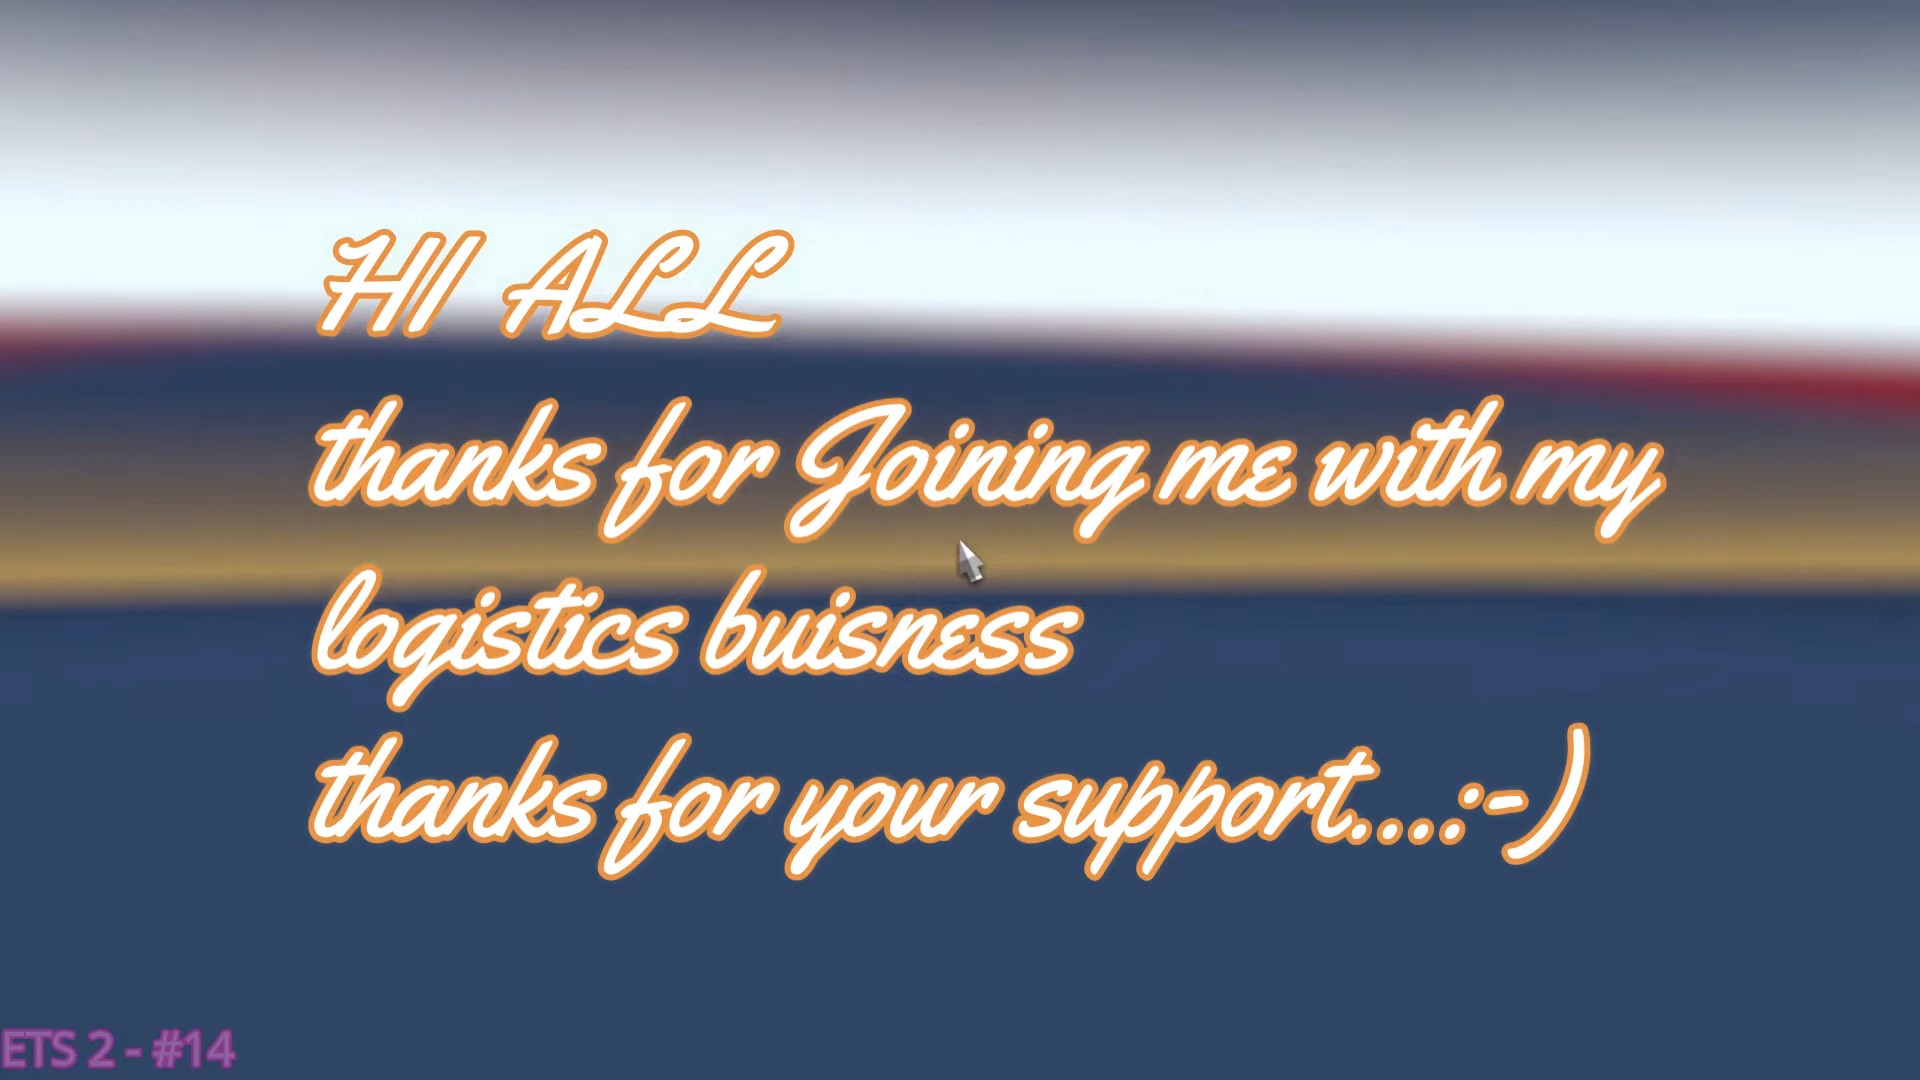 HI ALL
thanks for Joining me with my
logistics buisness
thanks for your support....:-)
ETS 2 - #14